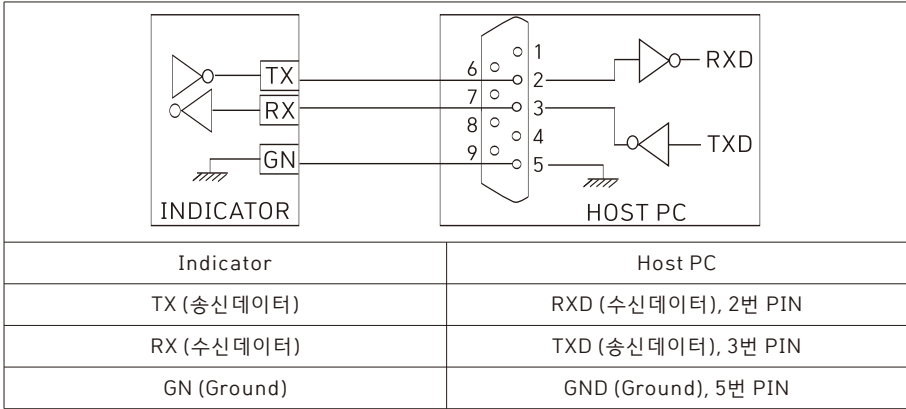 1
6
2
RXD
TX
7
3
RX
8
4
TXD
9
5
GN
INDICATOR
HOST PC
Indicator
Host PC
TX (송신데이터)
RXD (수신데이터), 2번 PIN
RX (수신데이터)
TXD (송신데이터), 3번 PIN
GN (Ground)
GND (Ground), 5번 PIN